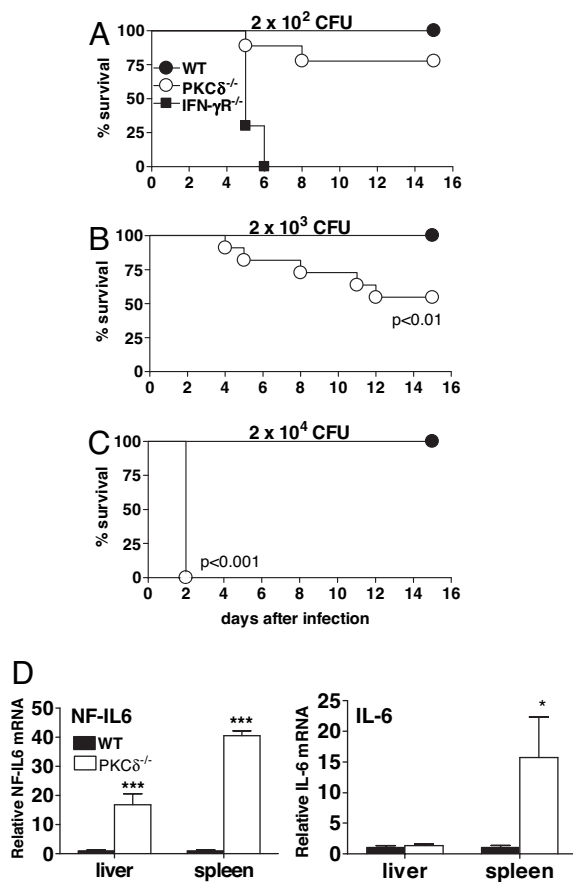 A
2 x 10² CFU
% survival
100
75
50
25
0
WT
PKCδ⁻/⁻
IFN-γR⁻/⁻
0 2 4 6 8 10 12 14 16
B
2 x 10³ CFU
% survival
100
75
50
25
0
p<0.01
0 2 4 6 8 10 12 14 16
C
2 x 10⁴ CFU
% survival
100
75
50
25
0
p<0.001
0 2 4 6 8 10 12 14 16
days after infection
D
NF-IL6
Relative NF-IL6 mRNA
50
40
30
20
10
0
WT
PKCδ⁻/⁻
***
***
liver spleen
IL-6
Relative IL-6 mRNA
25
20
15
10
5
0
*
liver spleen